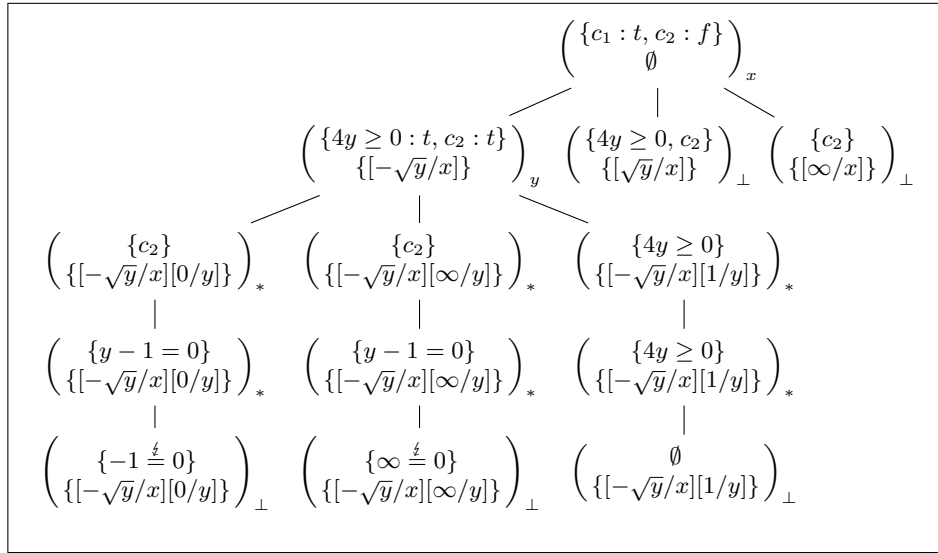 ( {c₁ : t, c₂ : f} ∅ )ₓ
( {4y ≥ 0 : t, c₂ : t} {[−√y/x]} )_y ( {4y ≥ 0, c₂} {[√y/x]} )_⊥ ( {c₂} {[∞/x]} )_⊥
( {c₂} {[−√y/x][0/y]} )_* ( {c₂} {[−√y/x][∞/y]} )_* ( {4y ≥ 0} {[−√y/x][1/y]} )_*
( {y − 1 = 0} {[−√y/x][0/y]} )_* ( {y − 1 = 0} {[−√y/x][∞/y]} )_* ( {4y ≥ 0} {[−√y/x][1/y]} )_*
( {−1 =^↯ 0} {[−√y/x][0/y]} )_⊥ ( {∞ =^↯ 0} {[−√y/x][∞/y]} )_⊥ ( ∅ {[−√y/x][1/y]} )_⊥